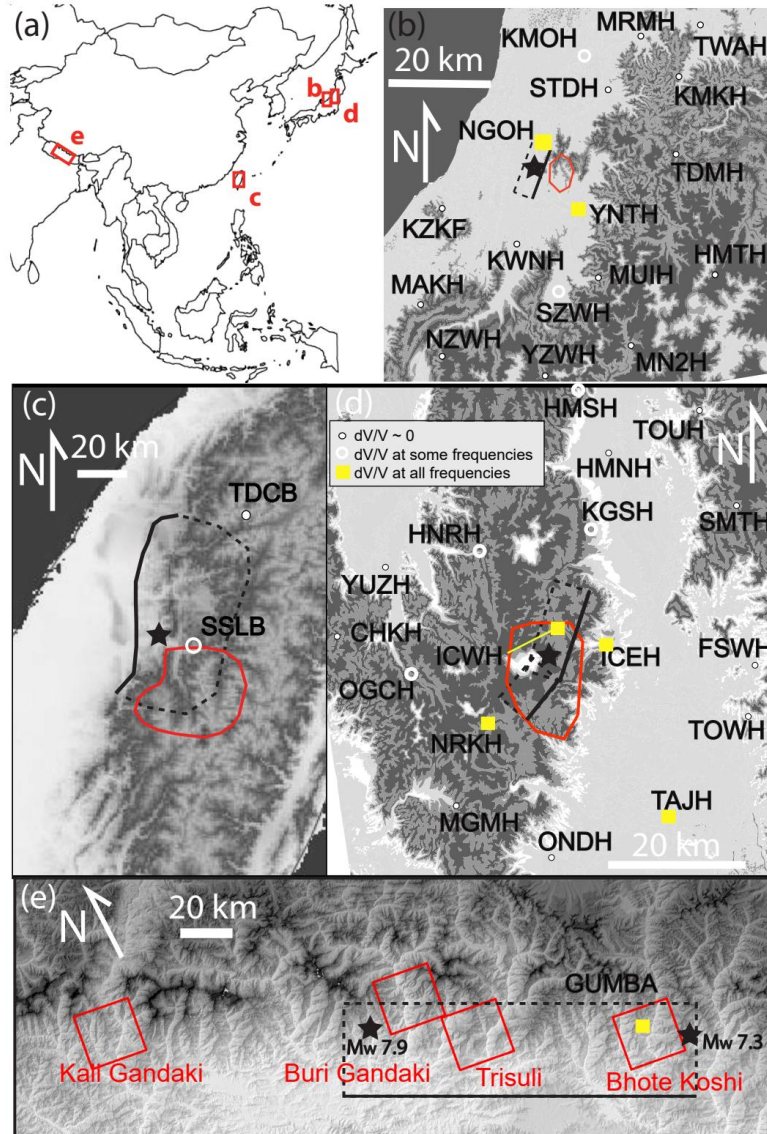 (a)
b
d
e
c
(b)
MRMH
KMOH
TWAH
20 km
STDH
KMKH
N
NGOH
TDMH
YNTH
KZKF
KWNH
HMTH
MUIH
MAKH
SZWH
NZWH
MN2H
YZWH
(c)
N
20 km
TDCB
SSLB
(d)
HMSH
dV/V ~ 0
dV/V at some frequencies
dV/V at all frequencies
TOUH
N
HMNH
KGSH
SMTH
HNRH
YUZH
CHKH
ICWH
ICEH
FSWH
OGCH
TOWH
NRKH
TAJH
MGMH
ONDH
20 km
(e)
N
20 km
GUMBA
Mw 7.9
Mw 7.3
Kali Gandaki
Buri Gandaki
Trisuli
Bhote Koshi